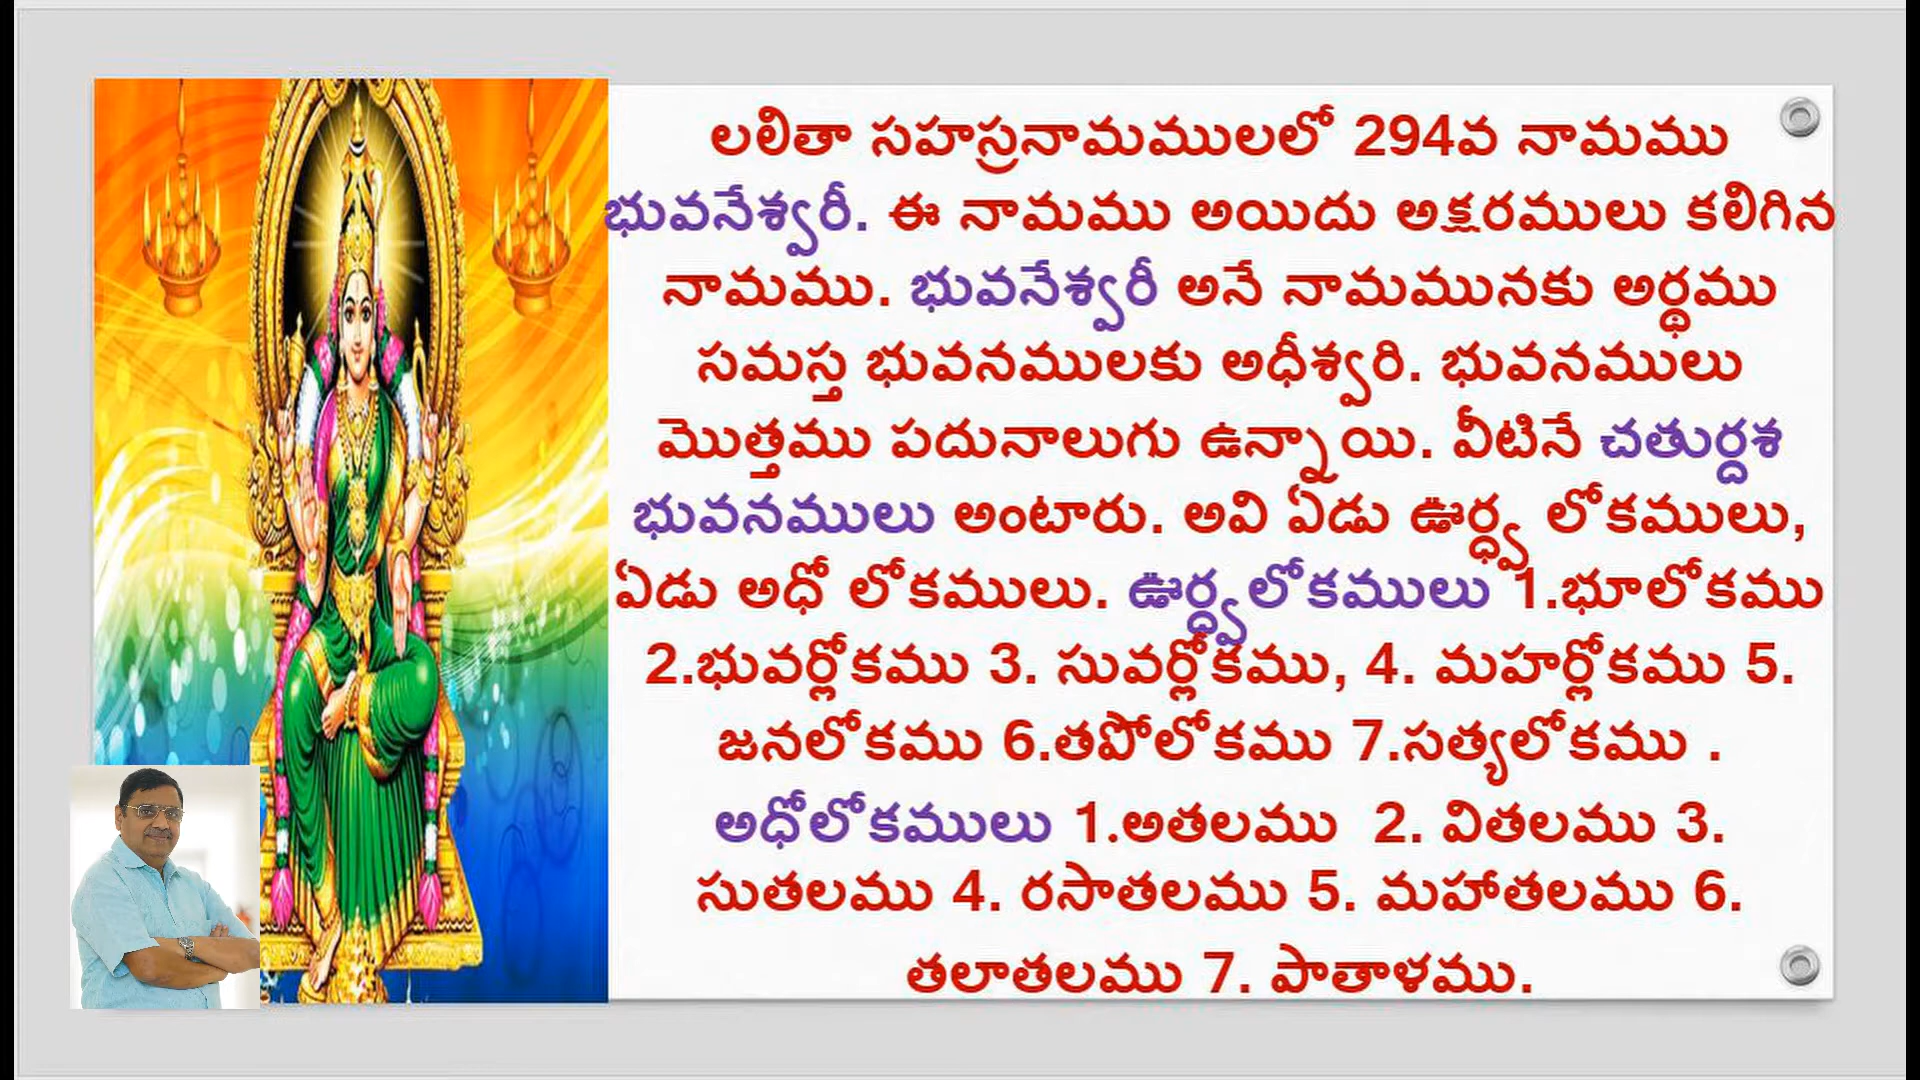 లలితా సహస్రనామములలో 294వ నామము
భువనేశ్వరీ. ఈ నామము అయిదు అక్షరములు కలిగిన
నామము. భువనేశ్వరీ అనే నామమునకు అర్థము
సమస్త భువనములకు అధీశ్వరి. భువనములు
మొత్తము పదునాలుగు ఉన్నాయి. వీటినే చతుర్దశ
భువనములు అంటారు. అవి ఏడు ఊర్ధ్వ లోకములు,
ఏడు అధో లోకములు. ఊర్ధ్వలోకములు 1.భూలోకము
2.భువర్లోకము 3. సువర్లోకము, 4. మహర్లోకము 5.
జనలోకము 6.తపోలోకము 7.సత్యలోకము .
అధోలోకములు 1.అతలము 2. వితలము 3.
సుతలము 4. రసాతలము 5. మహాతలము 6.
తలాతలము 7. పాతాళము.